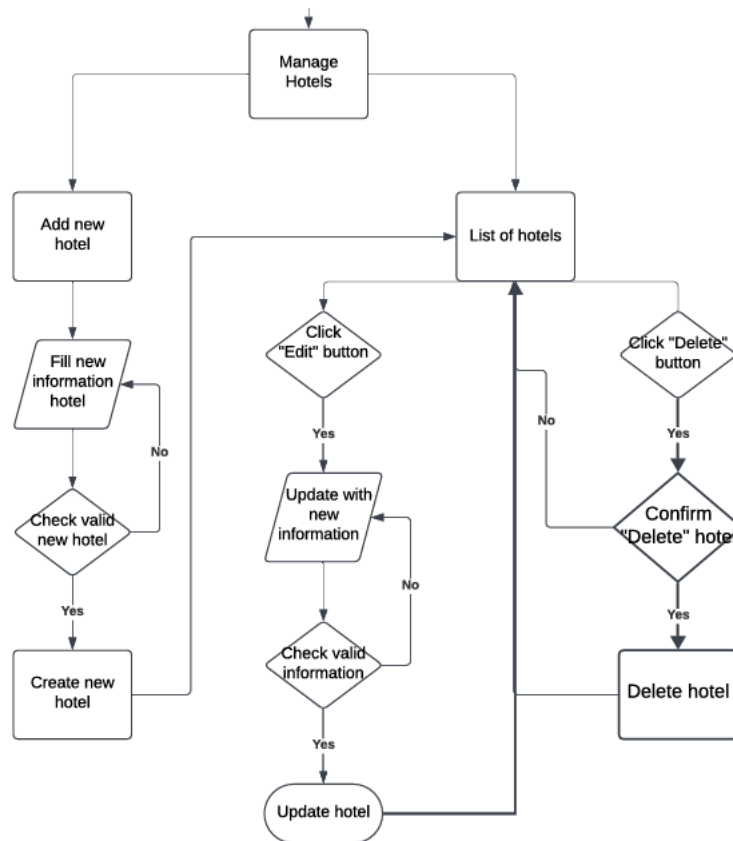 Manage
Hotels
Add new
hotel
List of hotels
Click
"Edit" button
Click "Delete"
button
Fill new
information
hotel
No
Yes
No
Yes
Update with
new
information
Check valid
new hotel
Confirm
"Delete" hotel
No
Yes
Yes
Create new
hotel
Check valid
information
Delete hotel
Yes
Update hotel